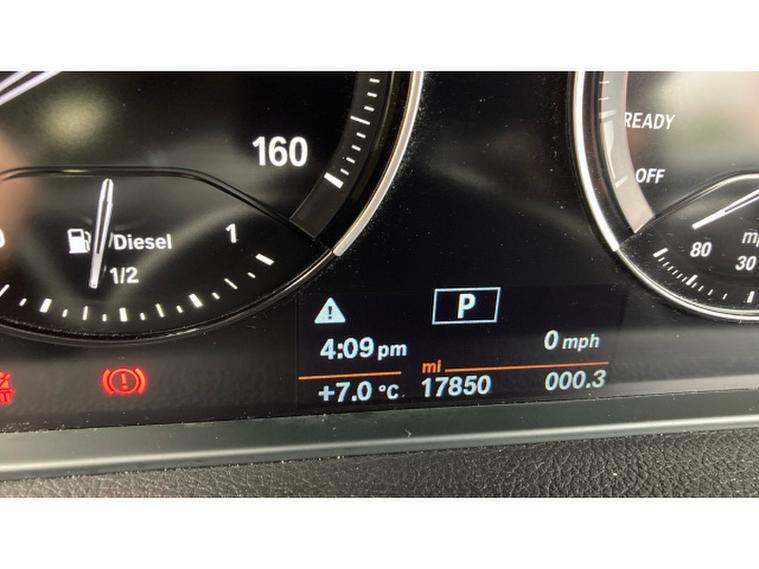 160
READY
OFF
/Diesel
1
1/2
80
30
P
4:09 pm
0 mph
mi
+7.0 °C
17850
000.3